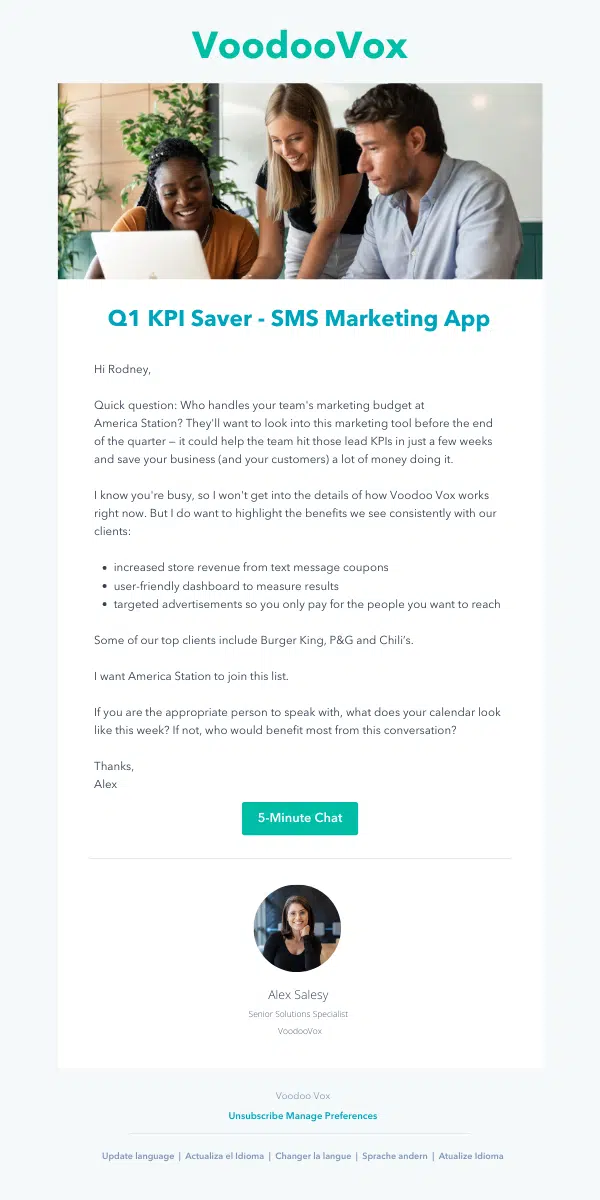 VoodooVox
Q1 KPI Saver - SMS Marketing App
Hi Rodney,
Quick question: Who handles your team's marketing budget at
America Station? They'll want to look into this marketing tool before the end
of the quarter – it could help the team hit those lead KPIs in just a few weeks
and save your business (and your customers) a lot of money doing it.
I know you're busy, so I won't get into the details of how Voodoo Vox works
right now. But I do want to highlight the benefits we see consistently with our
clients:
• increased store revenue from text message coupons
• user-friendly dashboard to measure results
• targeted advertisements so you only pay for the people you want to reach
Some of our top clients include Burger King, P&G and Chili’s.
I want America Station to join this list.
If you are the appropriate person to speak with, what does your calendar look
like this week? If not, who would benefit most from this conversation?
Thanks,
Alex
5-Minute Chat
Alex Salesy
Senior Solutions Specialist
VoodooVox
Voodoo Vox
Unsubscribe Manage Preferences
Update language | Actualiza el Idioma | Changer la langue | Sprache andern | Atualize Idioma